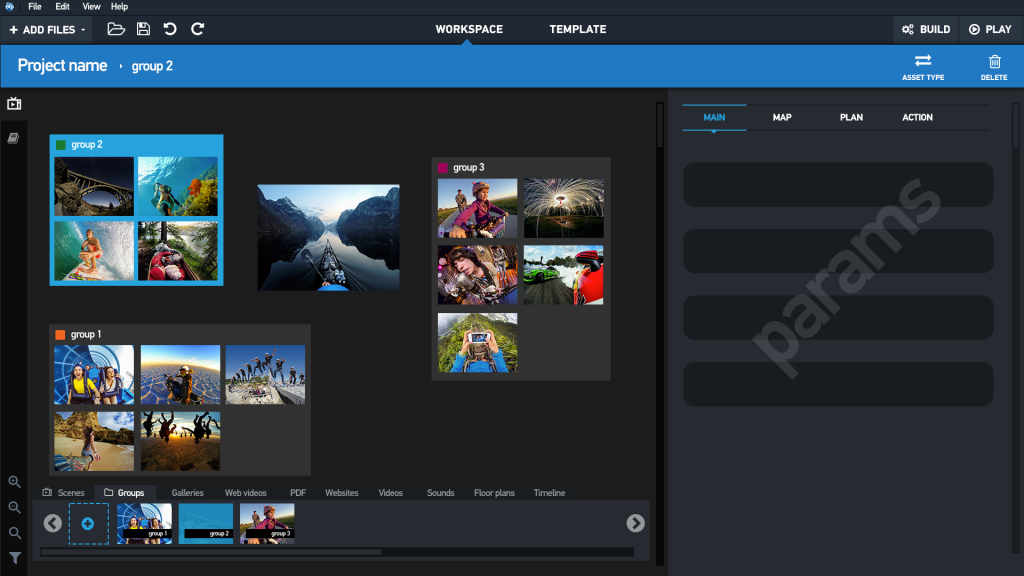 File Edit View Help
+ ADD FILES
WORKSPACE TEMPLATE
BUILD PLAY
Project name › group 2
ASSET TYPE DELETE
MAIN MAP PLAN ACTION
group 2
group 3
group 1
params
Scenes Groups Galleries Web videos PDF Websites Videos Sounds Floor plans Timeline
group 1 group 2 group 3